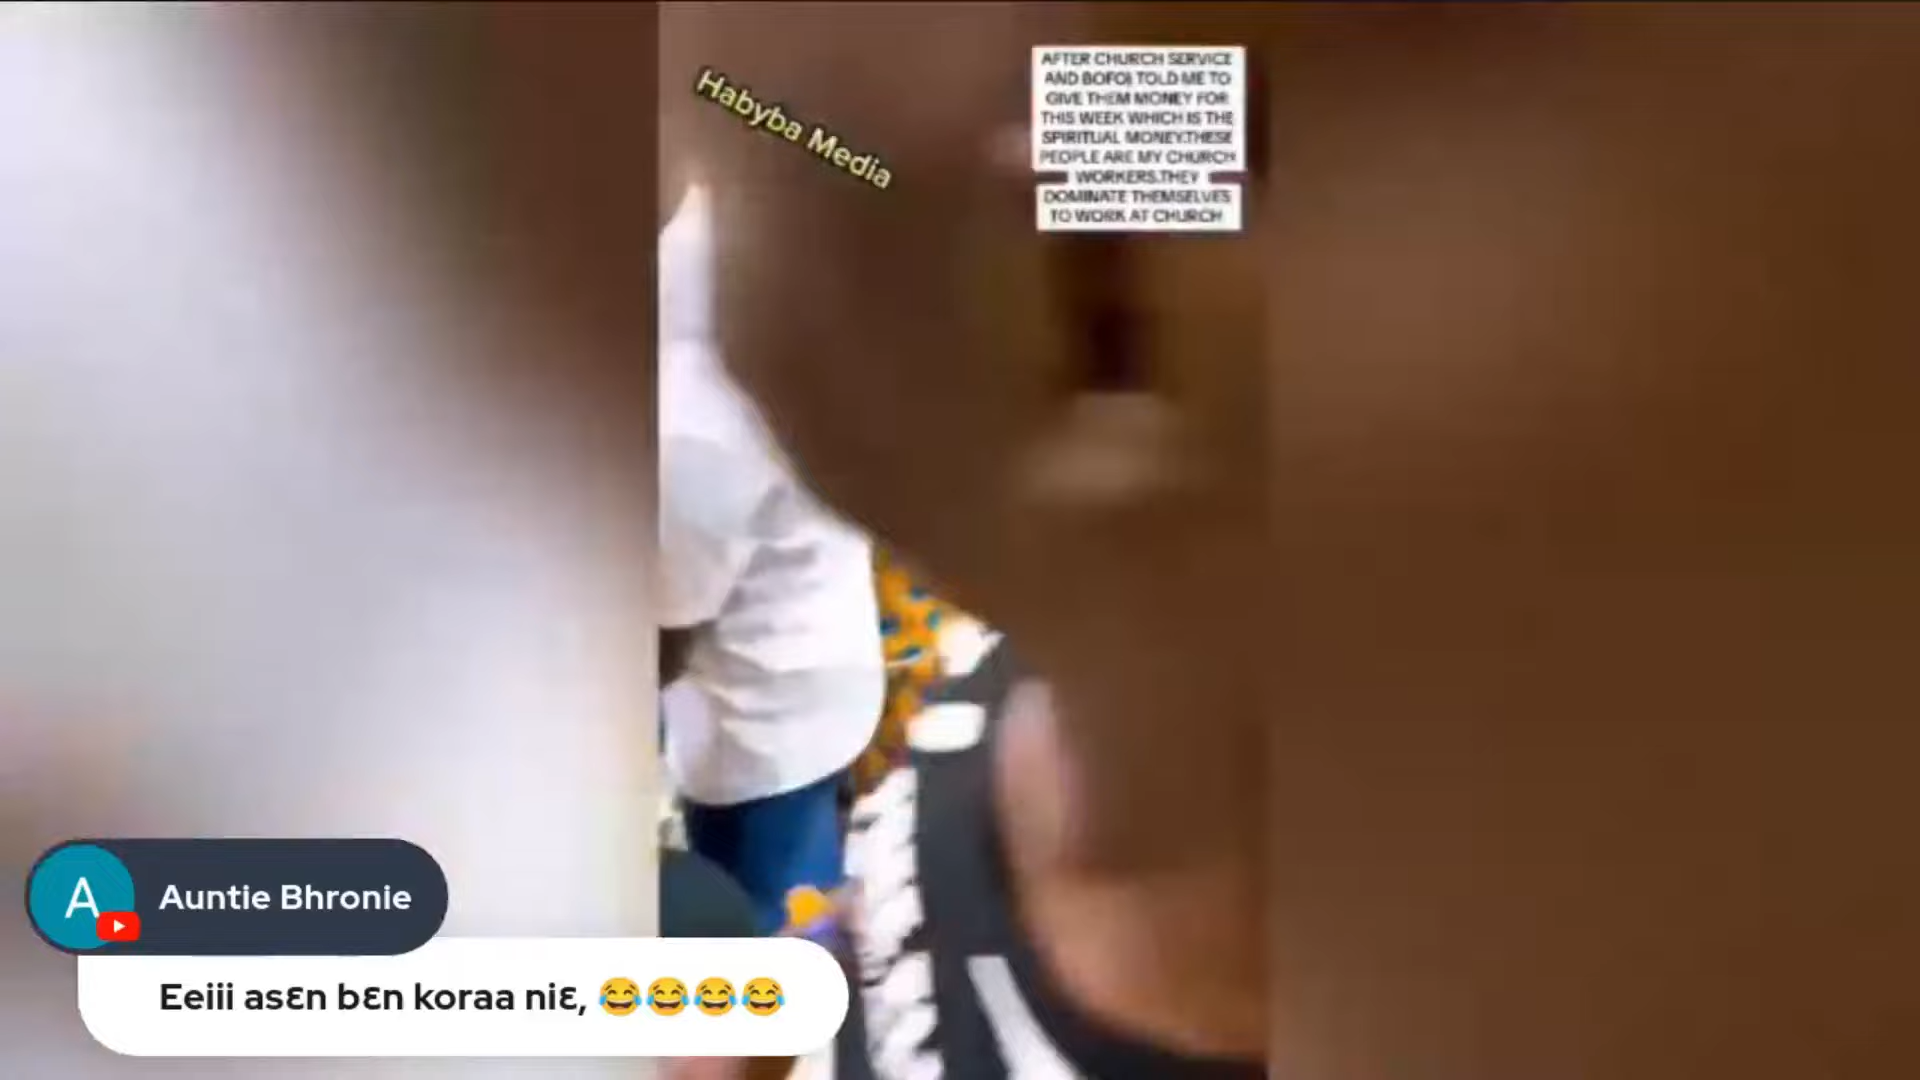 Habyba Media
AFTER CHURCH SERVICE
AND BOFO) TOLD ME TO
GIVE THEM MONEY FOR
THIS WEEK WHICH IS THE
SPIRITUAL MONEY.THESE
PEOPLE ARE MY CHURCH
WORKERS.THEY
DOMINATE THEMSELVES
TO WORK AT CHURCH
A
Auntie Bhronie
Eeiii asɛn bɛn koraa niɛ, 😂😂😂😂